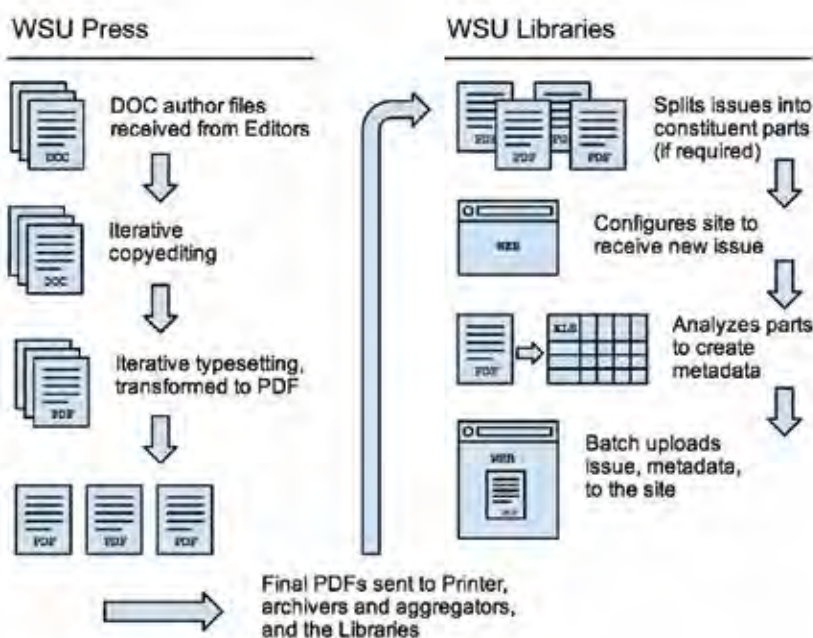 WSU Press
DOC author files
received from Editors
DOC
Iterative
copyediting
DOC
Iterative typesetting,
transformed to PDF
PDF
PDF
PDF
PDF
Final PDFs sent to Printer,
archivers and aggregators,
and the Libraries
WSU Libraries
PDF
PDF
PDF
PDF
Splits issues into
constituent parts
(if required)
WEB
Configures site to
receive new issue
PDF
XLS
Analyzes parts
to create
metadata
WEB
Batch uploads
issue, metadata,
to the site